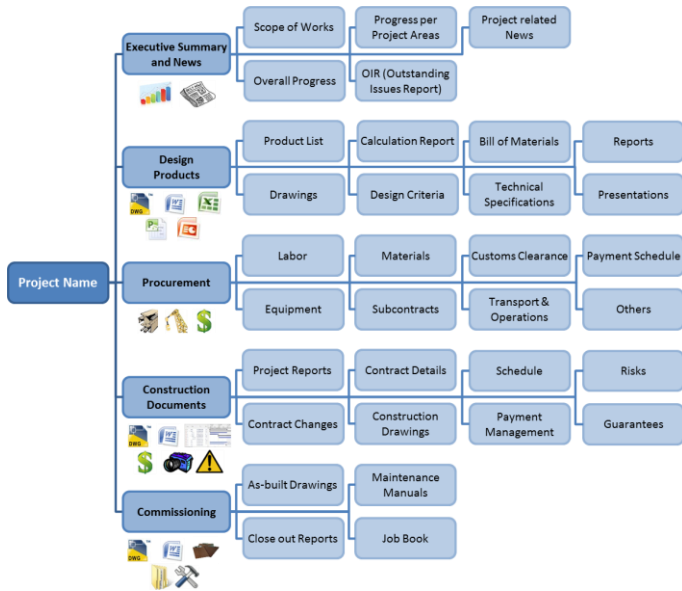 Scope of Works
Progress per
Project Areas
Project related
News
Executive Summary
and News
Overall Progress
OIR (Outstanding
Issues Report)
Product List
Calculation Report
Bill of Materials
Reports
Design
Products
Drawings
Design Criteria
Technical
Specifications
Presentations
DWG
Project Name
Labor
Materials
Customs Clearance
Payment Schedule
Procurement
Equipment
Subcontracts
Transport &
Operations
Others
Project Reports
Contract Details
Schedule
Risks
Construction
Documents
Contract Changes
Construction
Drawings
Payment
Management
Guarantees
DWG
As-built Drawings
Maintenance
Manuals
Commissioning
Close out Reports
Job Book
DWG